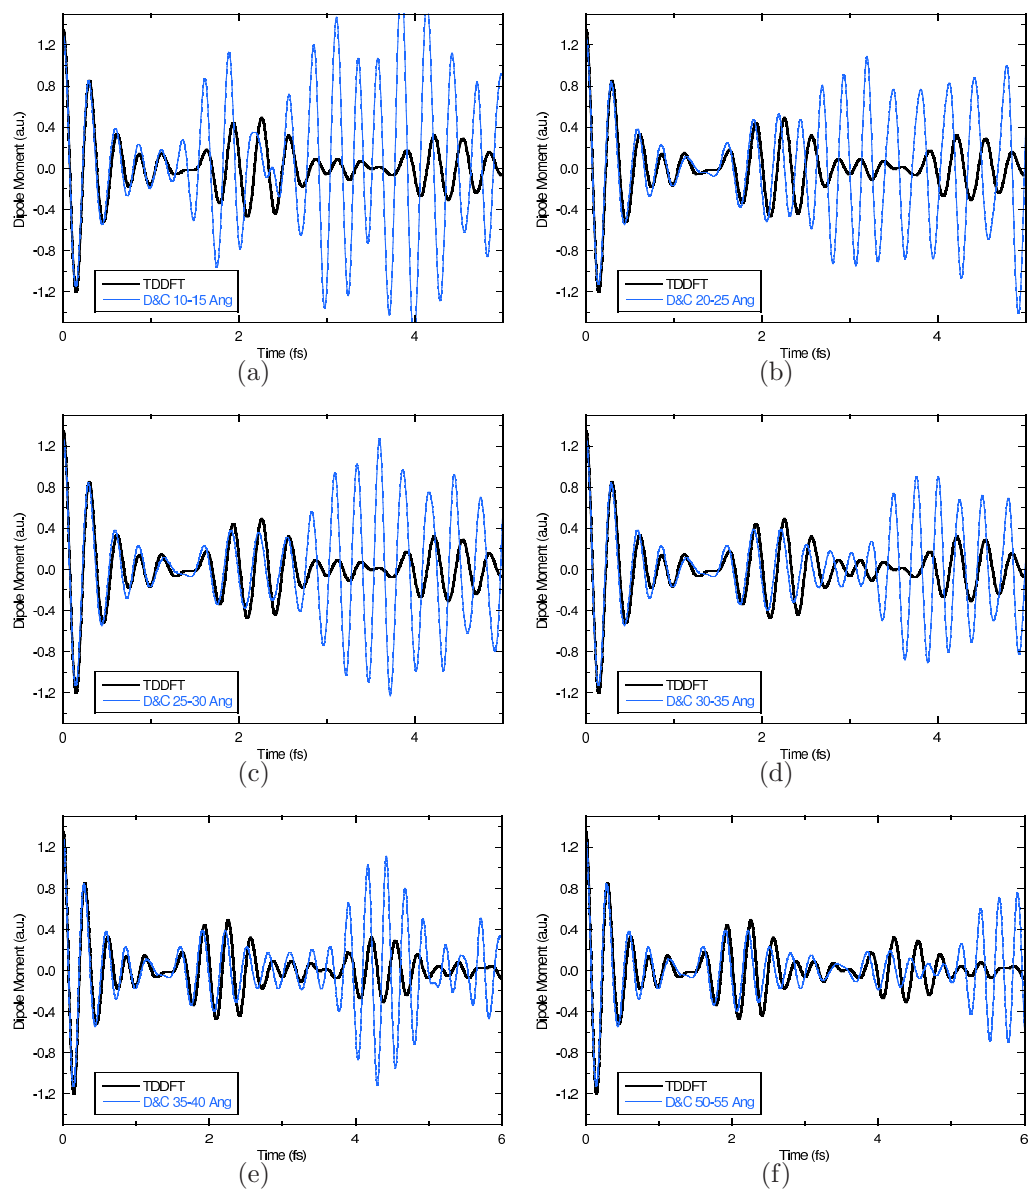 Dipole Moment (a.u.)
1.2
0.8
0.4
0.0
-0.4
-0.8
-1.2
TDDFT
D&C 10-15 Ang
0 2 4
Time (fs)
(a)
Dipole Moment (a.u.)
1.2
0.8
0.4
0.0
-0.4
-0.8
-1.2
TDDFT
D&C 20-25 Ang
0 2 4
Time (fs)
(b)
Dipole Moment (a.u.)
1.2
0.8
0.4
0.0
-0.4
-0.8
-1.2
TDDFT
D&C 25-30 Ang
0 2 4
Time (fs)
(c)
Dipole Moment (a.u.)
1.2
0.8
0.4
0.0
-0.4
-0.8
-1.2
TDDFT
D&C 30-35 Ang
0 2 4
Time (fs)
(d)
Dipole Moment (a.u.)
1.2
0.8
0.4
0.0
-0.4
-0.8
-1.2
TDDFT
D&C 35-40 Ang
0 2 4 6
Time (fs)
(e)
Dipole Moment (a.u.)
1.2
0.8
0.4
0.0
-0.4
-0.8
-1.2
TDDFT
D&C 50-55 Ang
0 2 4 6
Time (fs)
(f)